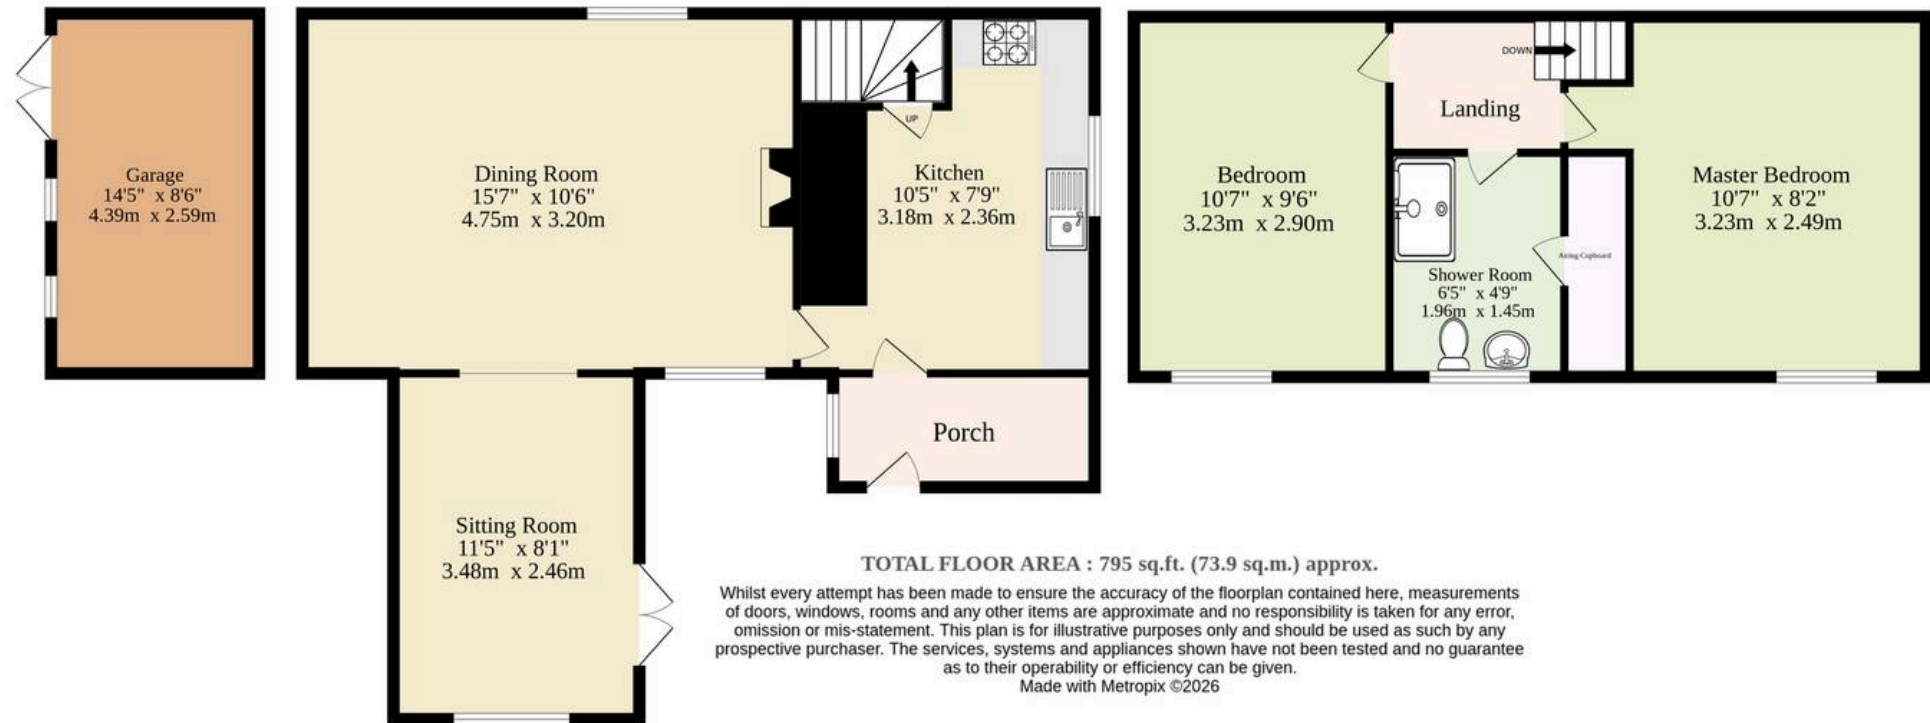 Garage
14'5" x 8'6"
4.39m x 2.59m
Dining Room
15'7" x 10'6"
4.75m x 3.20m
UP
Kitchen
10'5" x 7'9"
3.18m x 2.36m
Porch
Sitting Room
11'5" x 8'1"
3.48m x 2.46m
Bedroom
10'7" x 9'6"
3.23m x 2.90m
DOWN
Landing
Shower Room
6'5" x 4'9"
1.96m x 1.45m
Airing Cupboard
Master Bedroom
10'7" x 8'2"
3.23m x 2.49m
TOTAL FLOOR AREA : 795 sq.ft. (73.9 sq.m.) approx.
Whilst every attempt has been made to ensure the accuracy of the floorplan contained here, measurements
of doors, windows, rooms and any other items are approximate and no responsibility is taken for any error,
omission or mis-statement. This plan is for illustrative purposes only and should be used as such by any
prospective purchaser. The services, systems and appliances shown have not been tested and no guarantee
as to their operability or efficiency can be given.
Made with Metropix ©2026